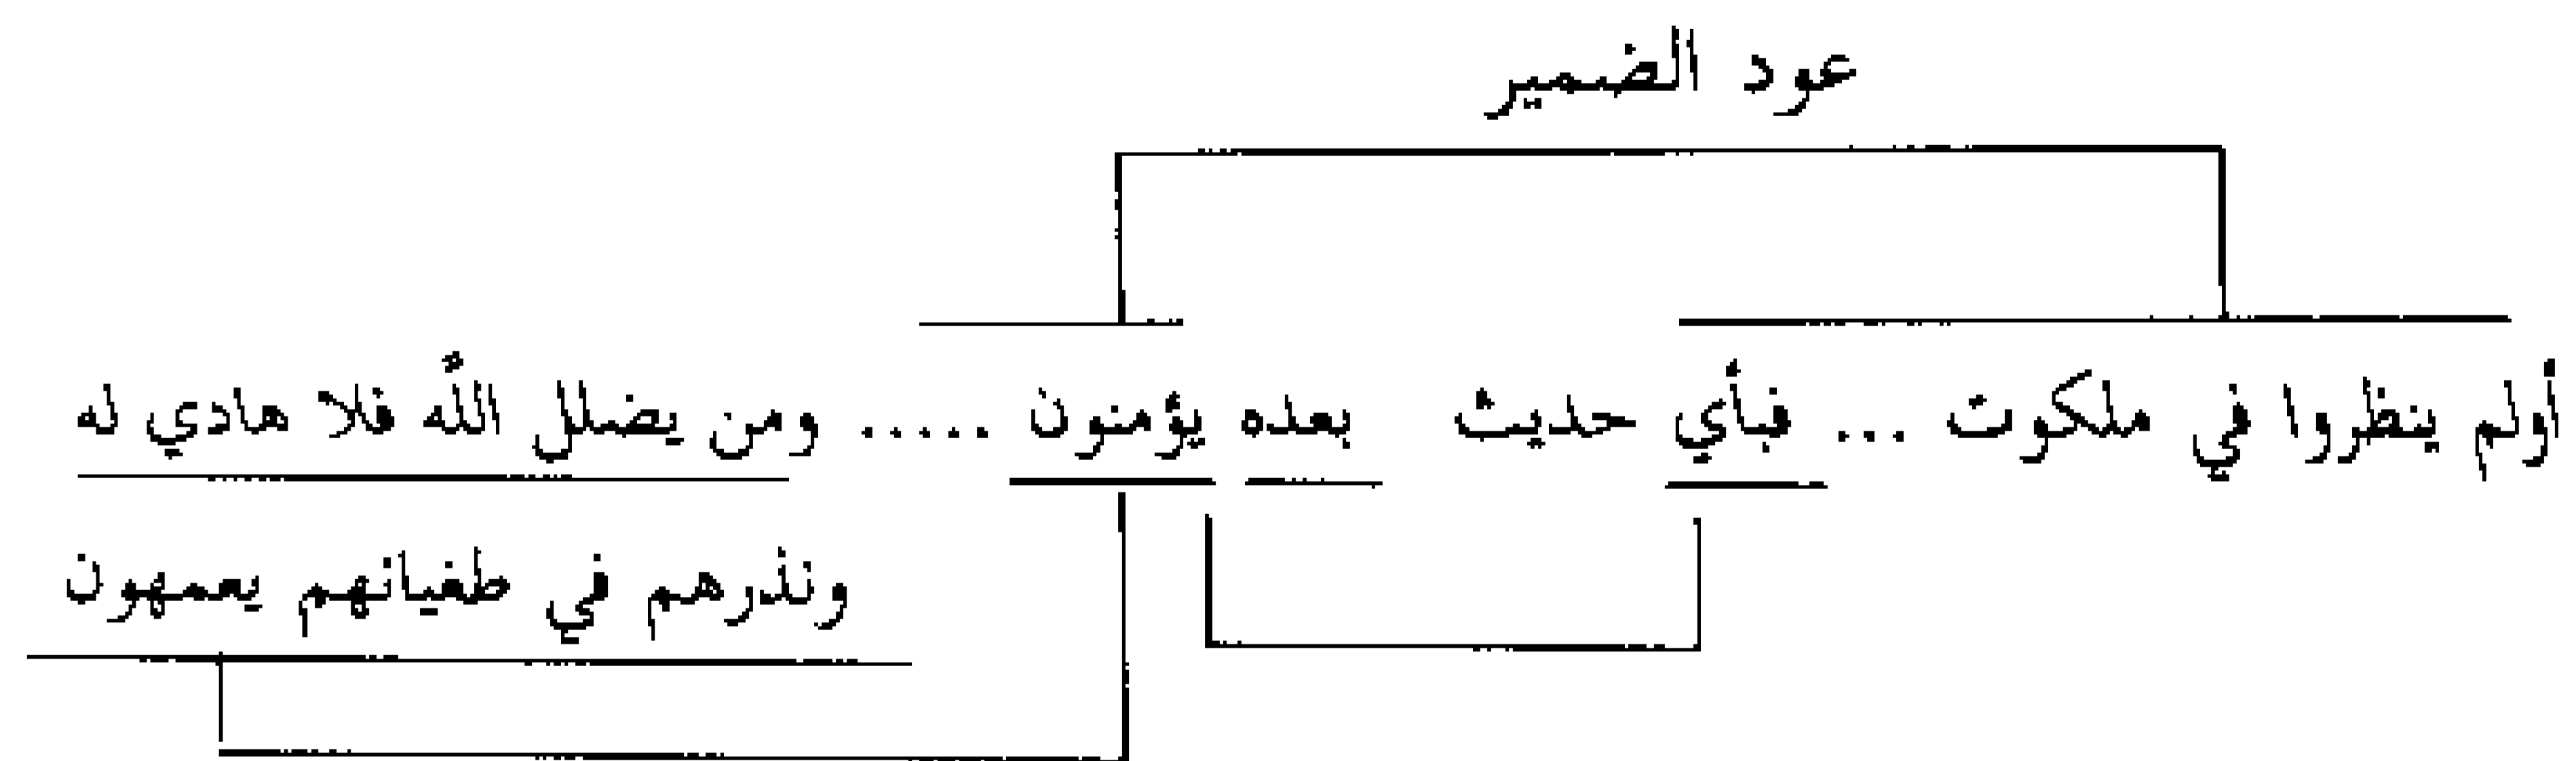 عود الضمير
أولم ينظروا في ملكوت ... فبأي حديث بعده يؤمنون ..... ومن يضلل الله فلا هادي له
ونذرهم في طغيانهم يعمهون